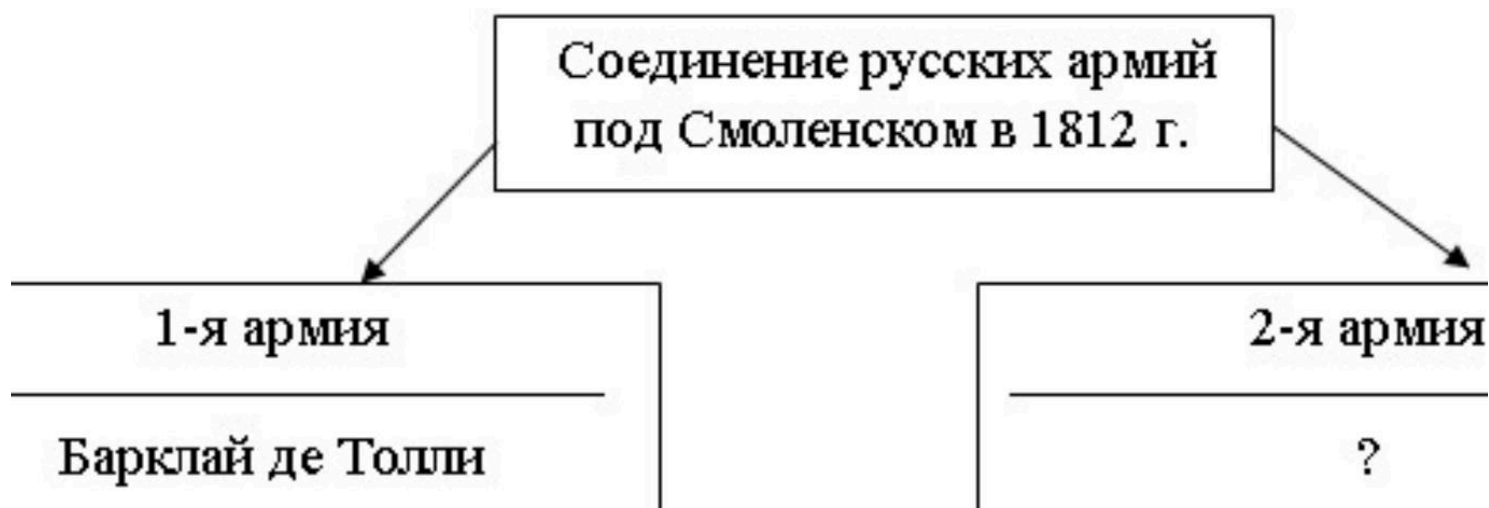 Соединение русских армий
под Смоленском в 1812 г.
1-я армия
Барклай де Толли
2-я армия
?